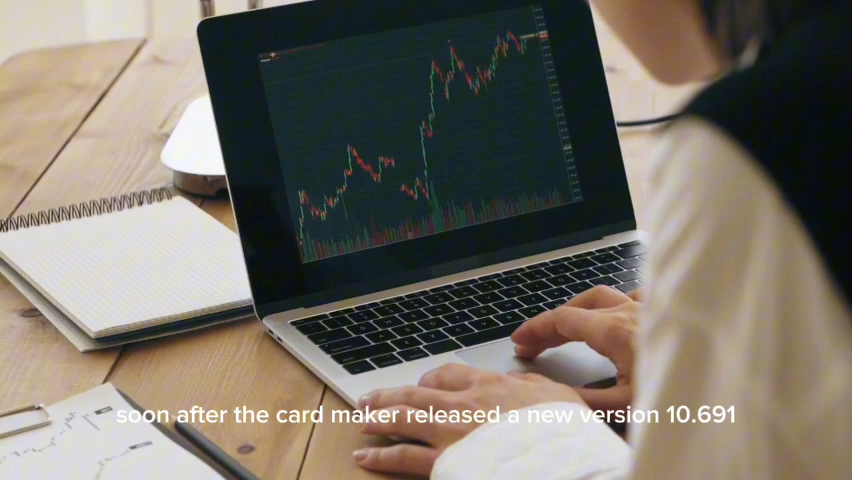 soon after the card maker released a new version 10.691